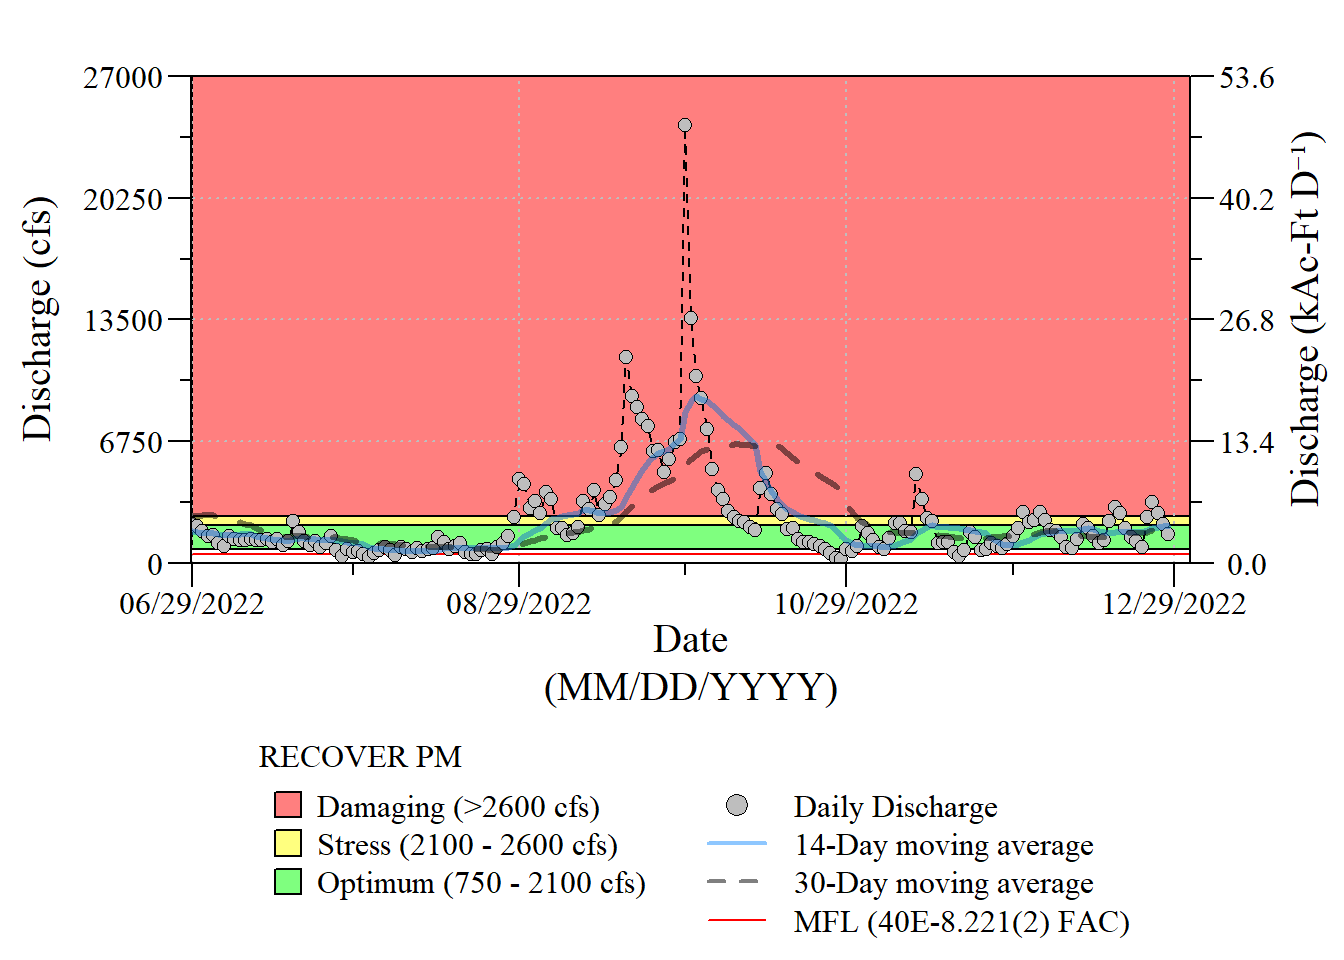 27000
20250
13500
6750
0
Discharge (cfs)
53.6
40.2
26.8
13.4
0.0
Discharge (kAc-Ft D⁻¹)
06/29/2022
08/29/2022
10/29/2022
12/29/2022
Date
(MM/DD/YYYY)
RECOVER PM
Damaging (>2600 cfs)
Stress (2100 - 2600 cfs)
Optimum (750 - 2100 cfs)
Daily Discharge
14-Day moving average
30-Day moving average
MFL (40E-8.221(2) FAC)